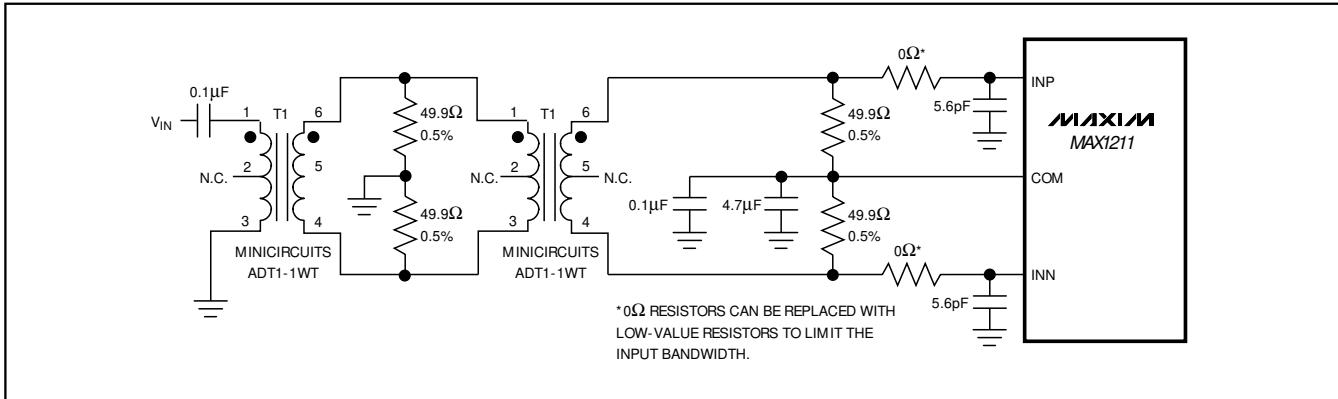 0Ω*
INP
5.6pF
MAXIM
MAX1211
0.1μF
VIN
1
T1
6
2
5
N.C.
3
4
MINICIRCUITS
ADT1-1WT
49.9Ω
0.5%
49.9Ω
0.5%
1
T1
6
2
5
N.C.
N.C.
3
4
MINICIRCUITS
ADT1-1WT
49.9Ω
0.5%
COM
0.1μF
4.7μF
49.9Ω
0.5%
0Ω*
INN
5.6pF
*0Ω RESISTORS CAN BE REPLACED WITH
LOW-VALUE RESISTORS TO LIMIT THE
INPUT BANDWIDTH.